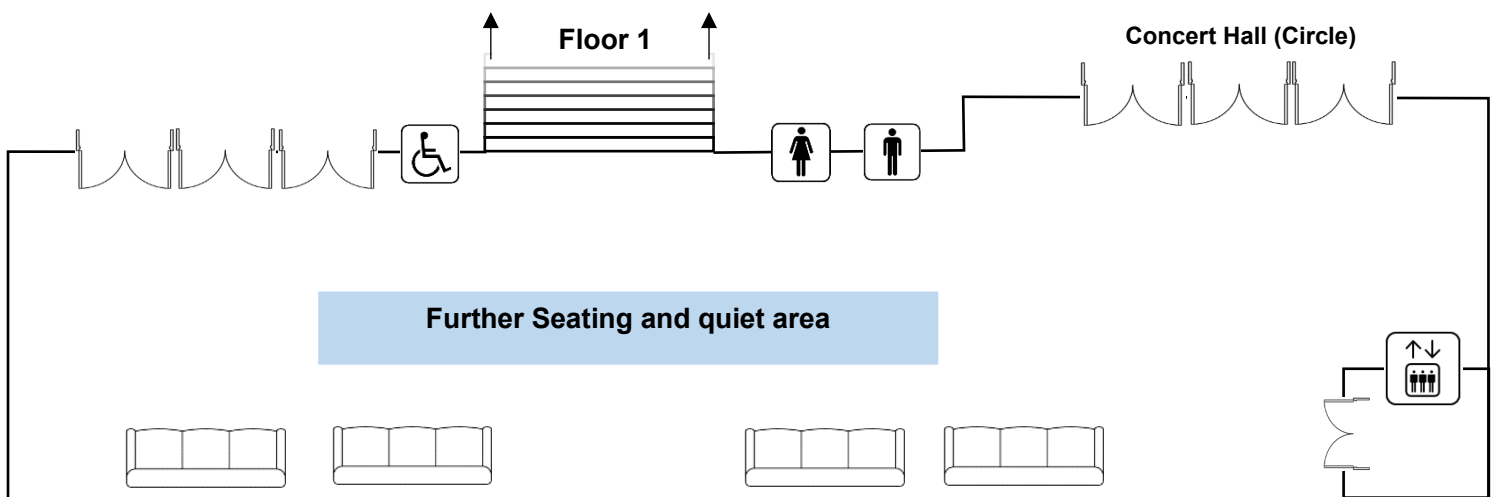 Floor 1
Concert Hall (Circle)
Further Seating and quiet area